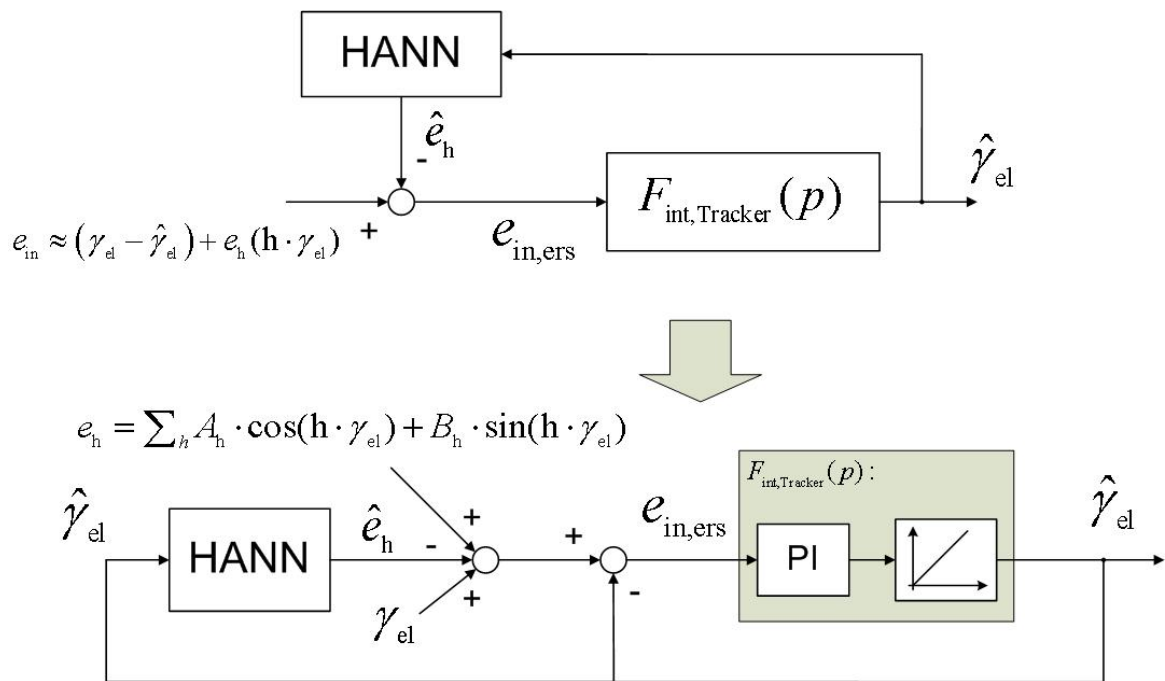 HANN
ê_h
-
γ̂_el
F_int,Tracker(p)
+
e_in ≈ (γ_el − γ̂_el) + e_h(h · γ_el)
e_in,ers
e_h = ∑_h A_h · cos(h · γ_el) + B_h · sin(h · γ_el)
F_int,Tracker(p) :
γ̂_el
+
ê_h
-
+
e_in,ers
γ̂_el
HANN
PI
+
-
γ_el